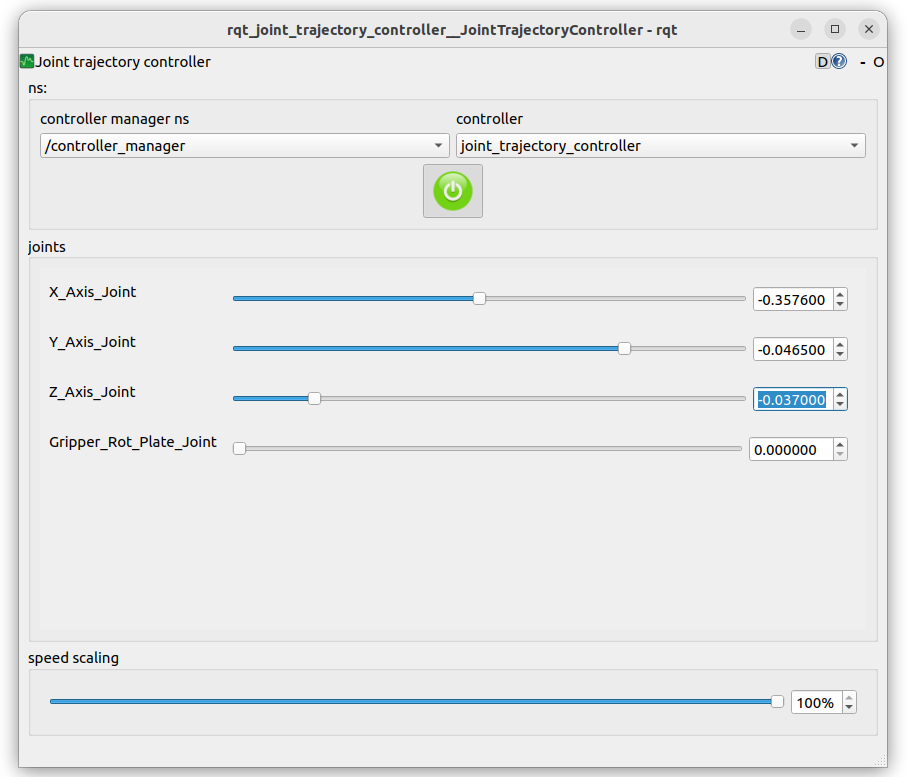 rqt_joint_trajectory_controller__JointTrajectoryController - rqt
Joint trajectory controller D ? - O
ns:
controller manager ns controller
/controller_manager joint_trajectory_controller
joints
X_Axis_Joint -0.357600
Y_Axis_Joint -0.046500
Z_Axis_Joint -0.037000
Gripper_Rot_Plate_Joint 0.000000
speed scaling
100%